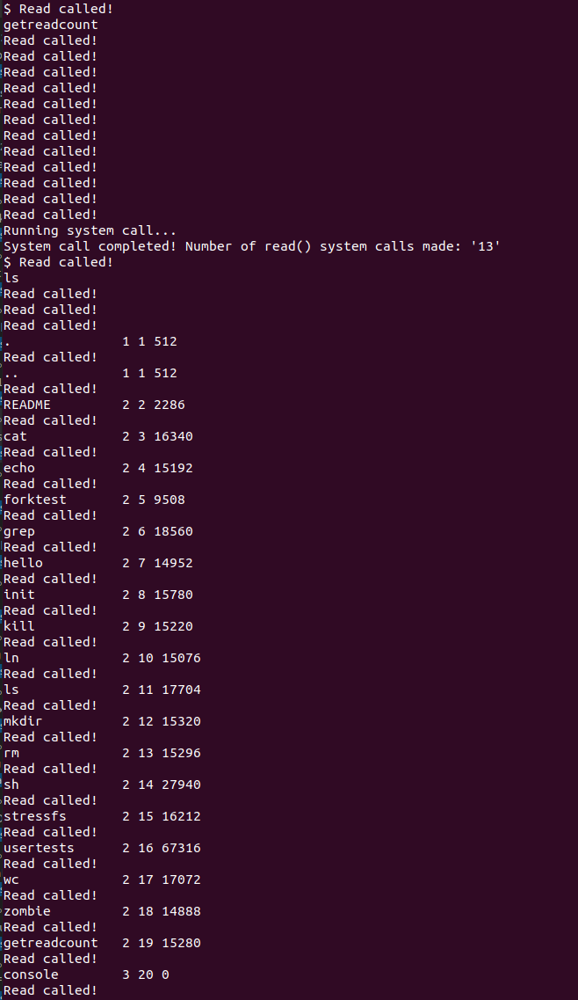 $ Read called!
getreadcount
Read called!
Read called!
Read called!
Read called!
Read called!
Read called!
Read called!
Read called!
Read called!
Read called!
Read called!
Read called!
Running system call...
System call completed! Number of read() system calls made: '13'
$ Read called!
ls
Read called!
Read called!
Read called!
.              1 1 512
Read called!
..             1 1 512
Read called!
README         2 2 2286
Read called!
cat            2 3 16340
Read called!
echo           2 4 15192
Read called!
forktest       2 5 9508
Read called!
grep           2 6 18560
Read called!
hello          2 7 14952
Read called!
init           2 8 15780
Read called!
kill           2 9 15220
Read called!
ln             2 10 15076
Read called!
ls             2 11 17704
Read called!
mkdir          2 12 15320
Read called!
rm             2 13 15296
Read called!
sh             2 14 27940
Read called!
stressfs       2 15 16212
Read called!
usertests      2 16 67316
Read called!
wc             2 17 17072
Read called!
zombie         2 18 14888
Read called!
getreadcount   2 19 15280
Read called!
console        3 20 0
Read called!